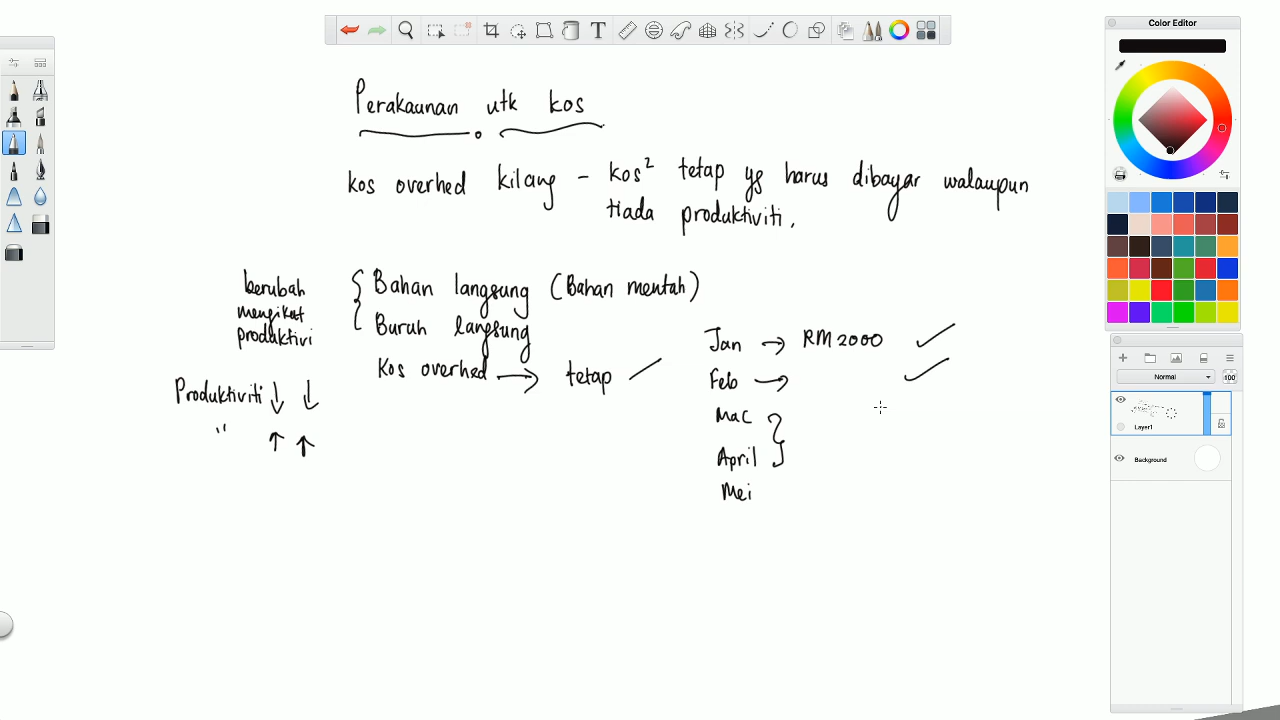 Perakaunan utk kos
kos overhed kilang - kos² tetap yg harus dibayar walaupun
tiada produktiviti.
berubah
mengikut
produktivi
Bahan langsung (Bahan mentah)
Buruh langsung
Kos overhed → tetap
Produktiviti ↓ ↓
" ↑ ↑
Jan → RM 2000 ✓
Feb → ✓
Mac
April
Mei
Color Editor
Normal
100
Layer1
Background
T